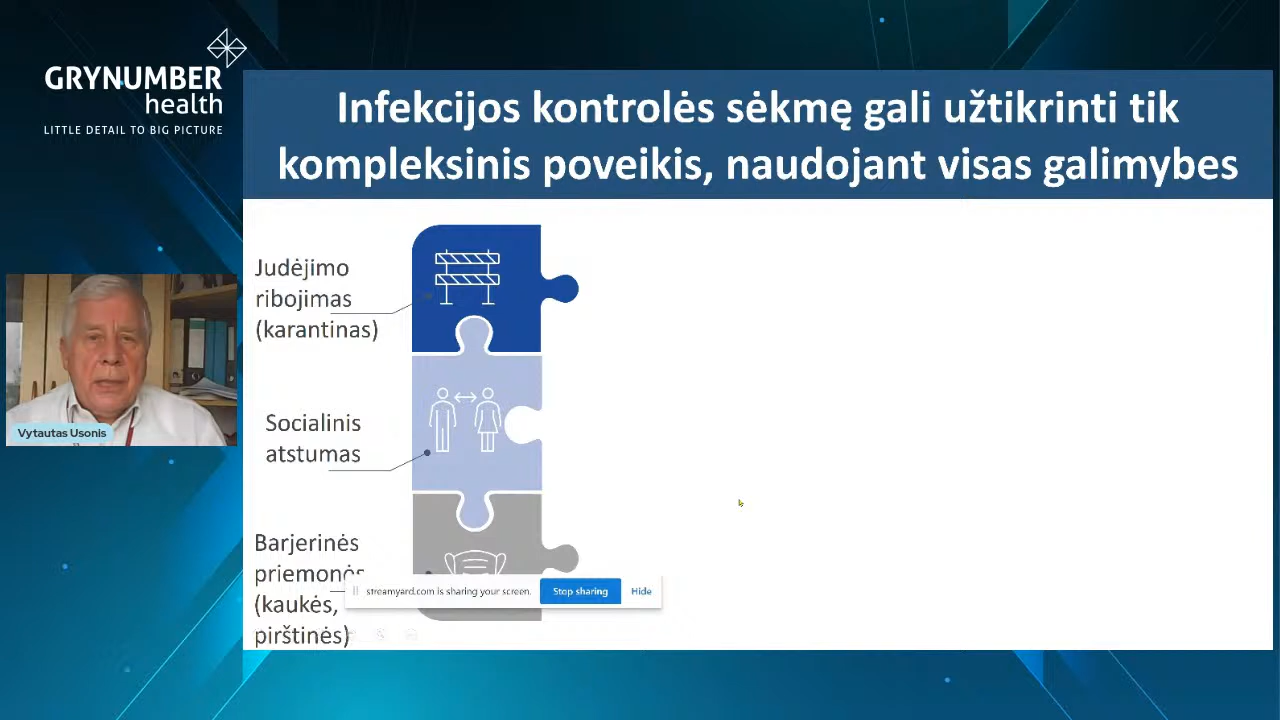 GRYNUMBER
health
LITTLE DETAIL TO BIG PICTURE
Infekcijos kontrolės sėkmę gali užtikrinti tik
kompleksinis poveikis, naudojant visas galimybes
Judėjimo
ribojimas
(karantinas)
Socialinis
atstumas
Barjerinės
priemonės
(kaukės,
pirštinės)
Vytautas Usonis
streamyard.com is sharing your screen.
Stop sharing
Hide